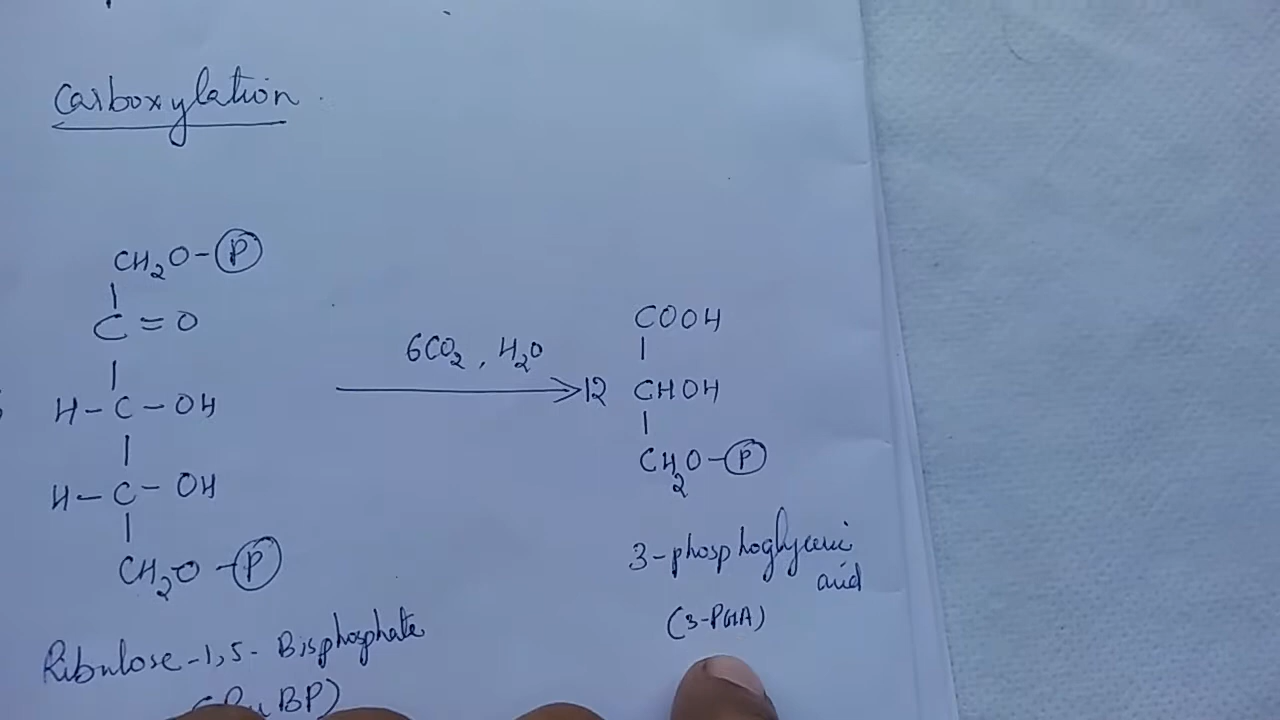 Carboxylation
CH2O-P
C=O
H-C-OH
H-C-OH
CH2O-P
6CO2, H2O
12
COOH
CHOH
CH2O-P
Ribulose-1,5-Bisphosphate
3-phosphoglyceric
acid
(3-PGA)
BP)